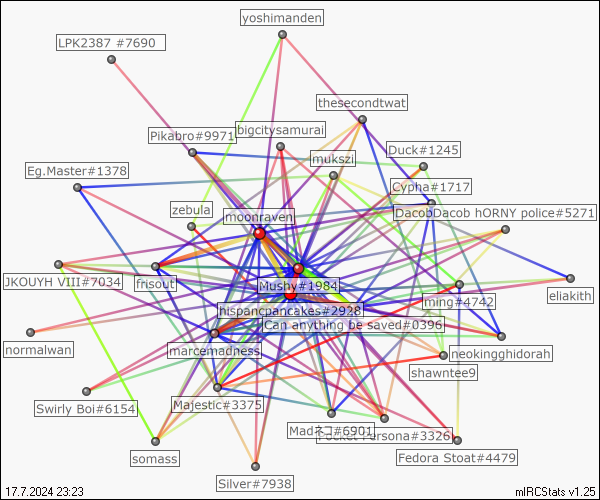 yoshimanden
LPK2387 #7690
thesecondtwat
bigcitysamurai
Pikabro#9971
Duck#1245
mukszi
Eg.Master#1378
Cypha#1717
zebula
DacobDacob hORNY police#5271
moonraven
JKOUYH VIII#7034
frisout
Mushy#1984
eliakith
ming#4742
hispancpancakes#2928
Can anything be saved#0396
normalwan
marcemadness
neokingghidorah
shawntee9
Swirly Boi#6154
Majestic#3375
Madネコ#6901
Pocket Persona#3326
somass
Fedora Stoat#4479
Silver#7938
17.7.2024 23:23
mIRCStats v1.25